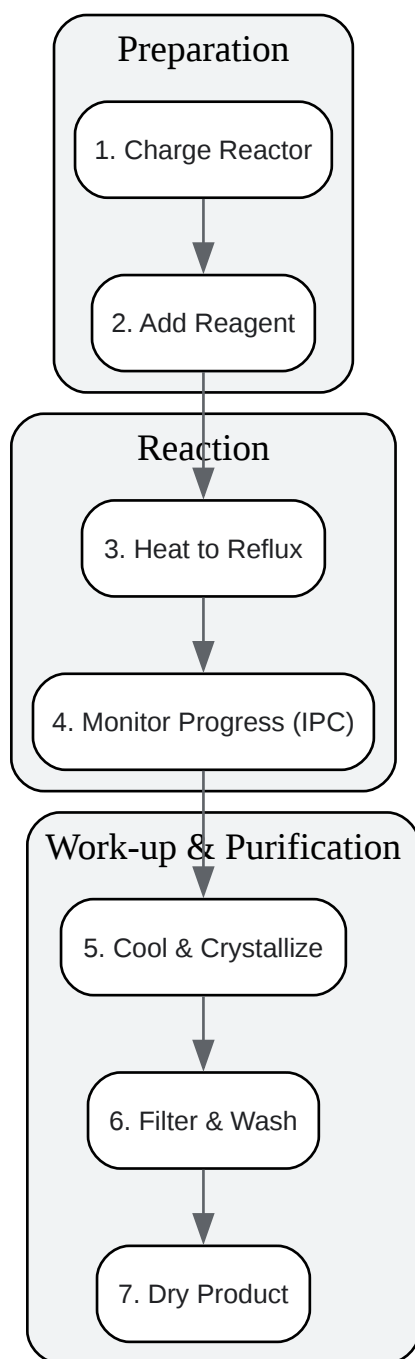 Preparation
1. Charge Reactor
2. Add Reagent
Reaction
3. Heat to Reflux
4. Monitor Progress (IPC)
Work-up & Purification
5. Cool & Crystallize
6. Filter & Wash
7. Dry Product